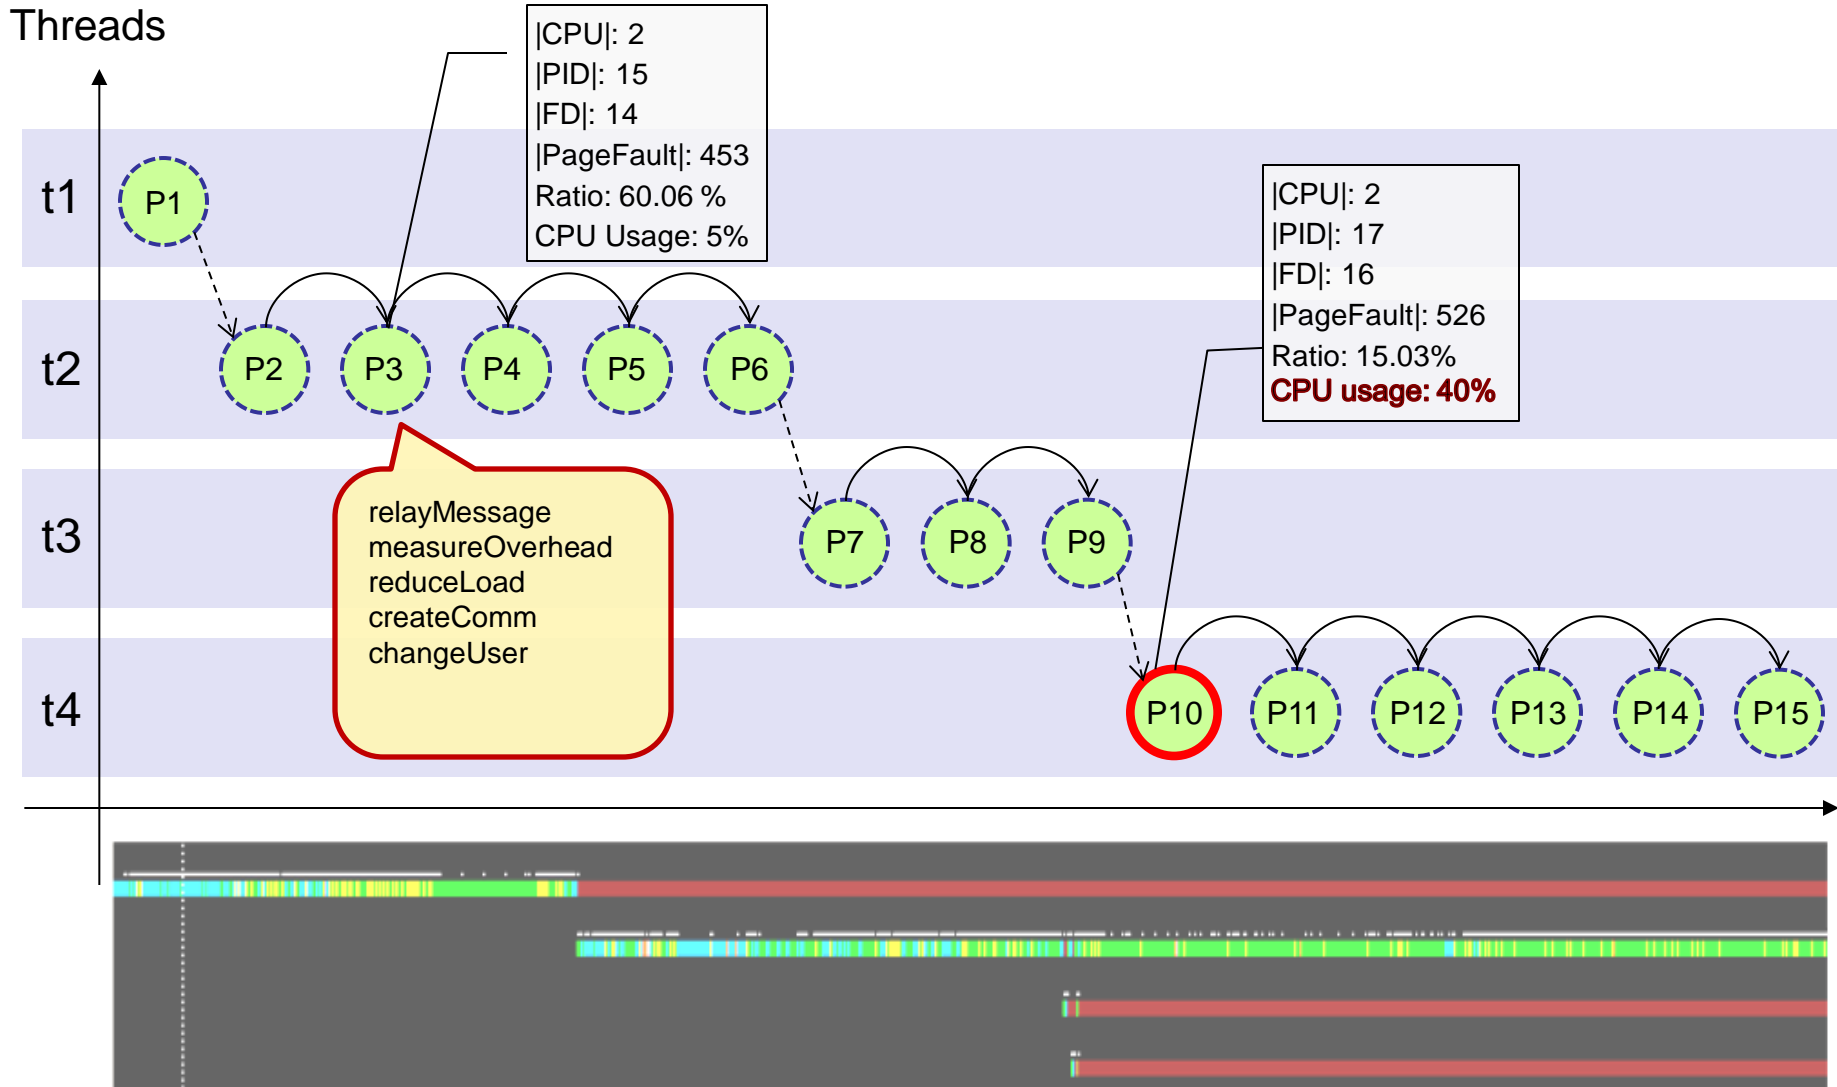 Threads
|CPU|: 2
|PID|: 15
|FD|: 14
|PageFault|: 453
Ratio: 60.06 %
CPU Usage: 5%
t1
P1
|CPU|: 2
|PID|: 17
|FD|: 16
|PageFault|: 526
Ratio: 15.03%
CPU usage: 40%
t2
P2
P3
P4
P5
P6
relayMessage
measureOverhead
reduceLoad
createComm
changeUser
t3
P7
P8
P9
t4
P10
P11
P12
P13
P14
P15